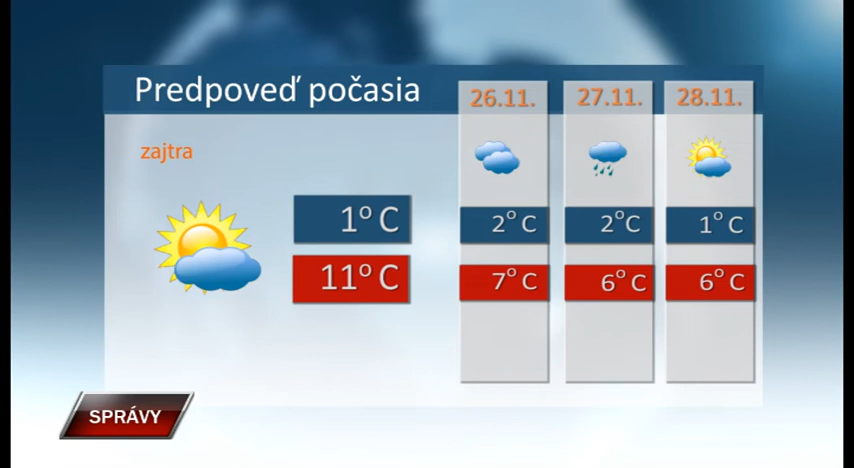 Predpoveď počasia
zajtra
1° C
11° C
26.11.
2° C
7° C
27.11.
2°C
6° C
28.11.
1° C
6° C
SPRÁVY